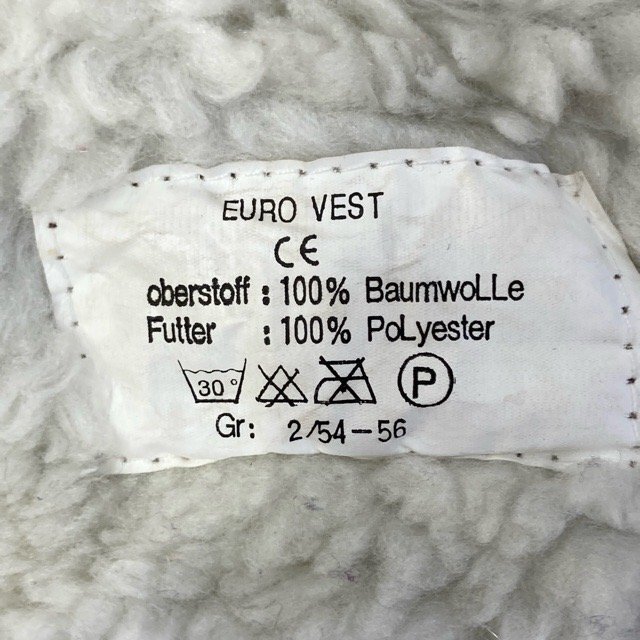 EURO VEST
CE
oberstoff : 100% BaumwoLLe
Futter : 100% PoLyester
30° P
Gr: 2/54-56